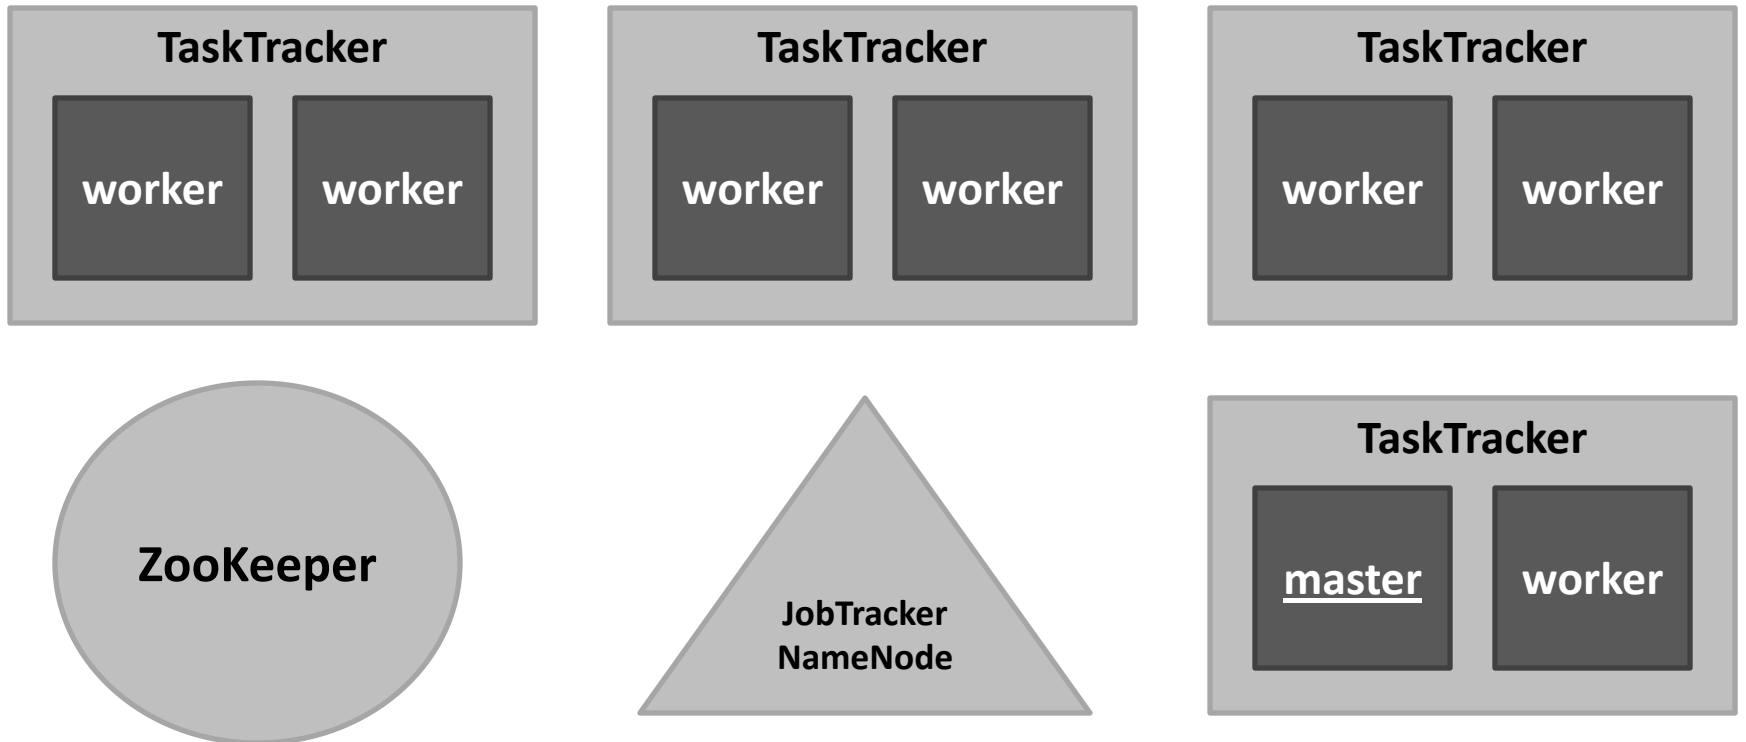 TaskTracker
worker worker
TaskTracker
worker worker
TaskTracker
worker worker
ZooKeeper
JobTracker
NameNode
TaskTracker
master worker